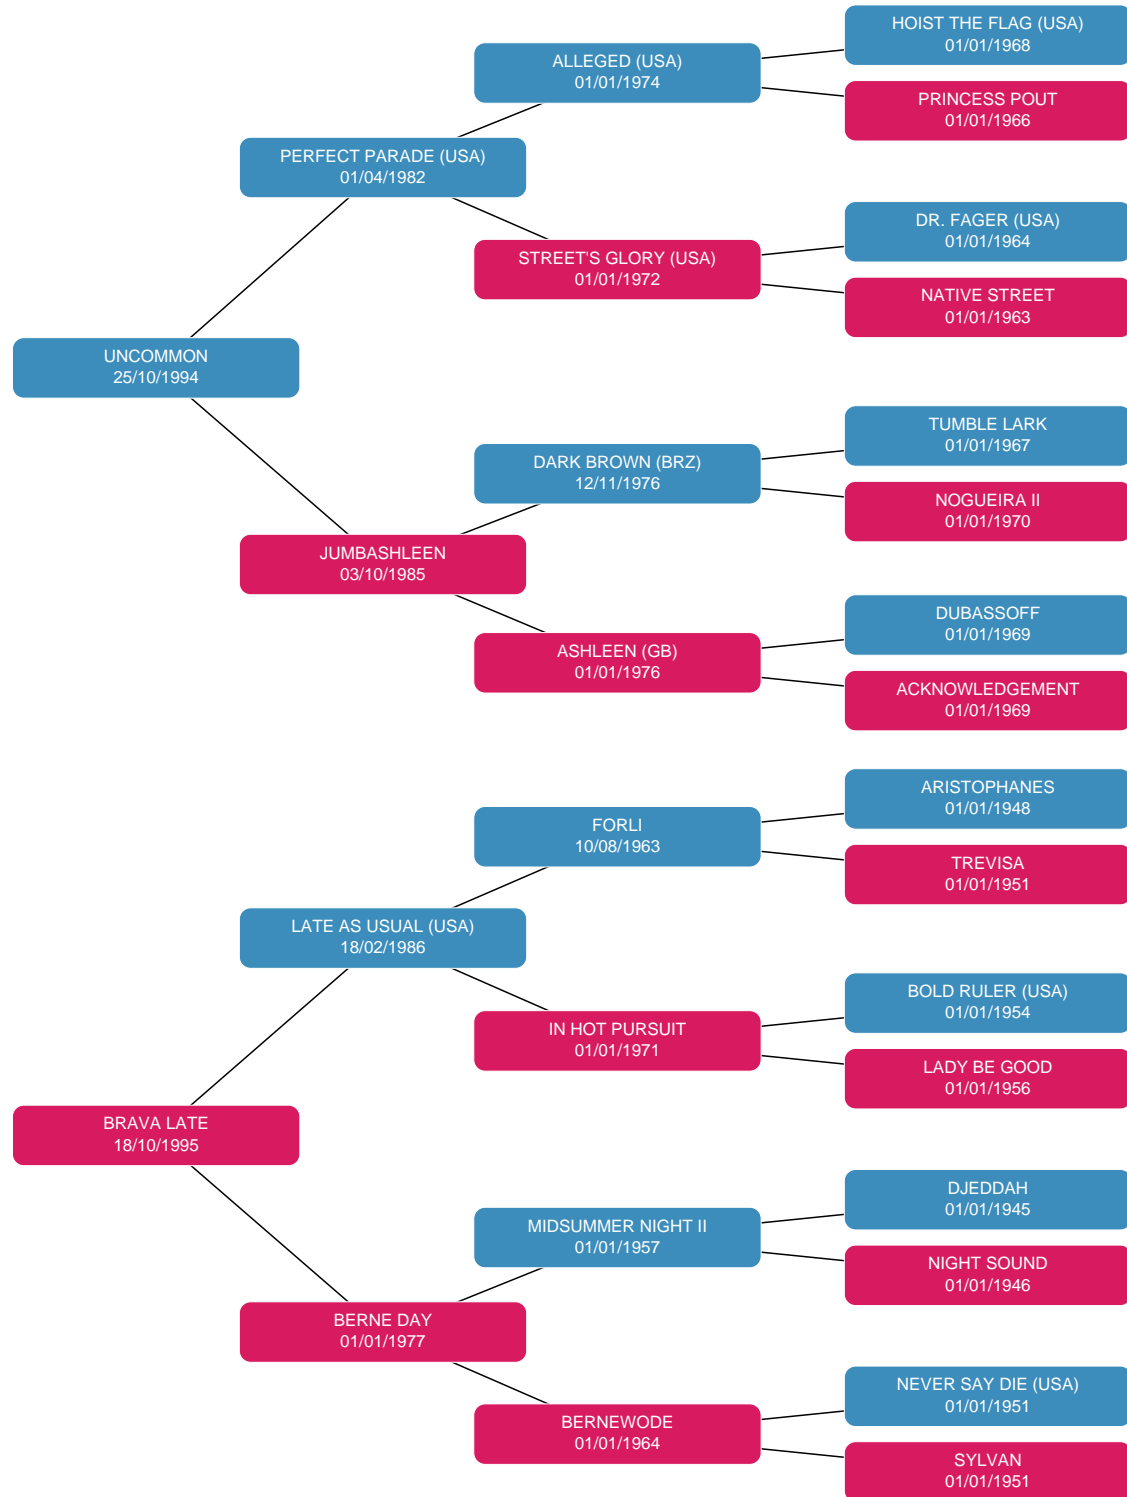 HOIST THE FLAG (USA)
01/01/1968
ALLEGED (USA)
01/01/1974
PRINCESS POUT
01/01/1966
PERFECT PARADE (USA)
01/04/1982
DR. FAGER (USA)
01/01/1964
STREET'S GLORY (USA)
01/01/1972
NATIVE STREET
01/01/1963
UNCOMMON
25/10/1994
TUMBLE LARK
01/01/1967
DARK BROWN (BRZ)
12/11/1976
NOGUEIRA II
01/01/1970
JUMBASHLEEN
03/10/1985
DUBASSOFF
01/01/1969
ASHLEEN (GB)
01/01/1976
ACKNOWLEDGEMENT
01/01/1969
ARISTOPHANES
01/01/1948
FORLI
10/08/1963
TREVISA
01/01/1951
LATE AS USUAL (USA)
18/02/1986
BOLD RULER (USA)
01/01/1954
IN HOT PURSUIT
01/01/1971
LADY BE GOOD
01/01/1956
BRAVA LATE
18/10/1995
DJEDDAH
01/01/1945
MIDSUMMER NIGHT II
01/01/1957
NIGHT SOUND
01/01/1946
BERNE DAY
01/01/1977
NEVER SAY DIE (USA)
01/01/1951
BERNEWODE
01/01/1964
SYLVAN
01/01/1951